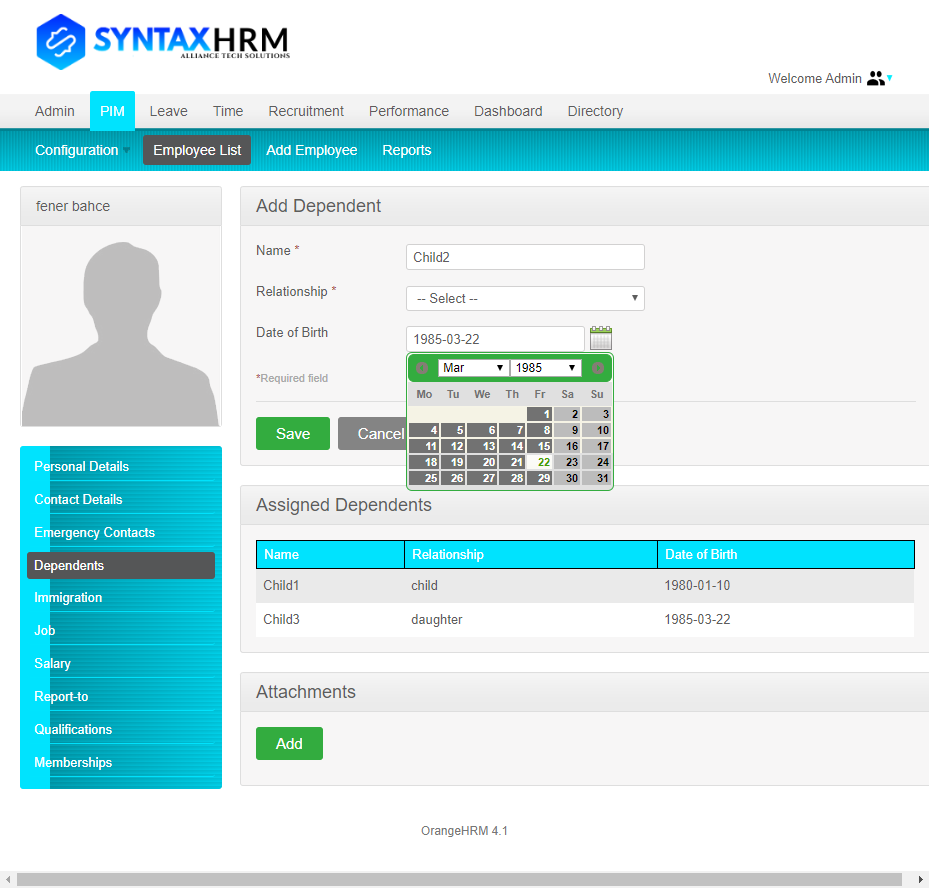 SYNTAXHRM
ALLIANCE TECH SOLUTIONS
Welcome Admin
Admin PIM Leave Time Recruitment Performance Dashboard Directory
Configuration Employee List Add Employee Reports
fener bahce
Personal Details
Contact Details
Emergency Contacts
Dependents
Immigration
Job
Salary
Report-to
Qualifications
Memberships
Add Dependent
Name * Child2
Relationship * -- Select --
Date of Birth 1985-03-22
*Required field
Save Cancel
Mar 1985
Mo Tu We Th Fr Sa Su
1 2 3
4 5 6 7 8 9 10
11 12 13 14 15 16 17
18 19 20 21 22 23 24
25 26 27 28 29 30 31
Assigned Dependents
Name Relationship Date of Birth
Child1 child 1980-01-10
Child3 daughter 1985-03-22
Attachments
Add
OrangeHRM 4.1